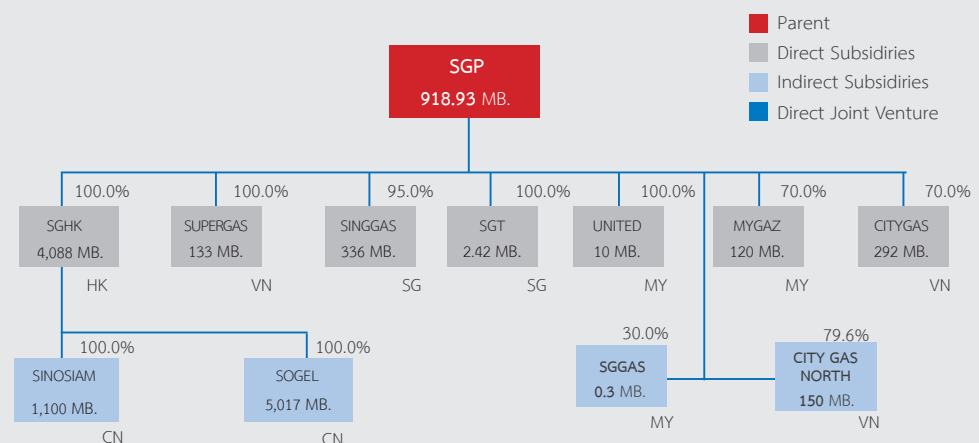 Parent
Direct Subsidiries
Indirect Subsidiries
Direct Joint Venture
SGP
918.93 MB.
100.0%
100.0%
95.0%
100.0%
100.0%
70.0%
70.0%
SGHK
4,088 MB.
SUPERGAS
133 MB.
SINGGAS
336 MB.
SGT
2.42 MB.
UNITED
10 MB.
MYGAZ
120 MB.
CITYGAS
292 MB.
HK
VN
SG
SG
MY
MY
VN
100.0%
100.0%
30.0%
79.6%
SINOSIAM
1,100 MB.
SOGEL
5,017 MB.
SGGAS
0.3 MB.
CITY GAS
NORTH
150 MB.
CN
CN
MY
VN